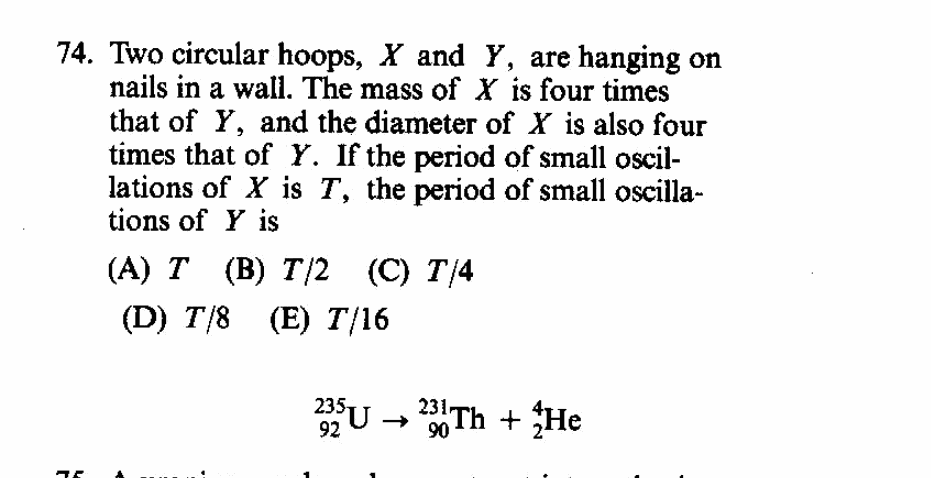 74. Two circular hoops, X and Y, are hanging on
nails in a wall. The mass of X is four times
that of Y, and the diameter of X is also four
times that of Y. If the period of small oscil-
lations of X is T, the period of small oscilla-
tions of Y is
(A) T (B) T/2 (C) T/4
(D) T/8 (E) T/16
²³⁵₉₂U → ²³¹₉₀Th + ⁴₂He